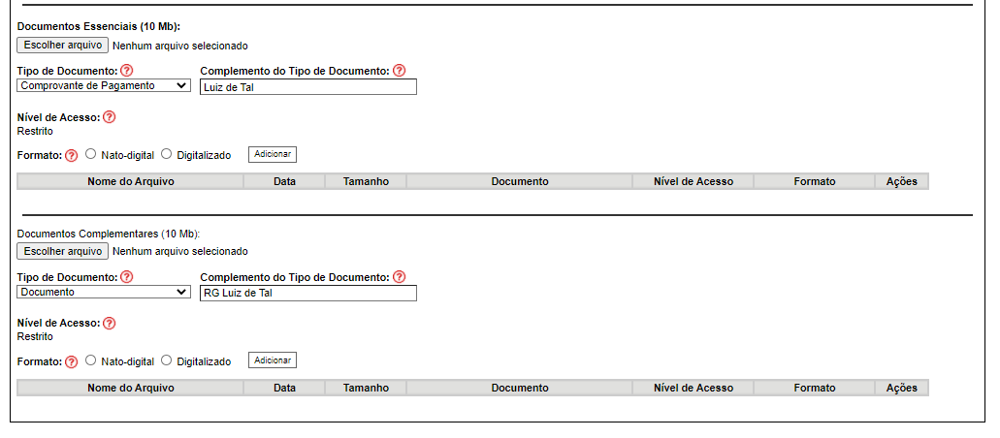 Documentos Essenciais (10 Mb):
Escolher arquivo Nenhum arquivo selecionado
Tipo de Documento: ? Complemento do Tipo de Documento: ?
Comprovante de Pagamento Luiz de Tal
Nível de Acesso: ?
Restrito
Formato: ? Nato-digital Digitalizado Adicionar
Nome do Arquivo Data Tamanho Documento Nível de Acesso Formato Ações
Documentos Complementares (10 Mb):
Escolher arquivo Nenhum arquivo selecionado
Tipo de Documento: ? Complemento do Tipo de Documento: ?
Documento RG Luiz de Tal
Nível de Acesso: ?
Restrito
Formato: ? Nato-digital Digitalizado Adicionar
Nome do Arquivo Data Tamanho Documento Nível de Acesso Formato Ações